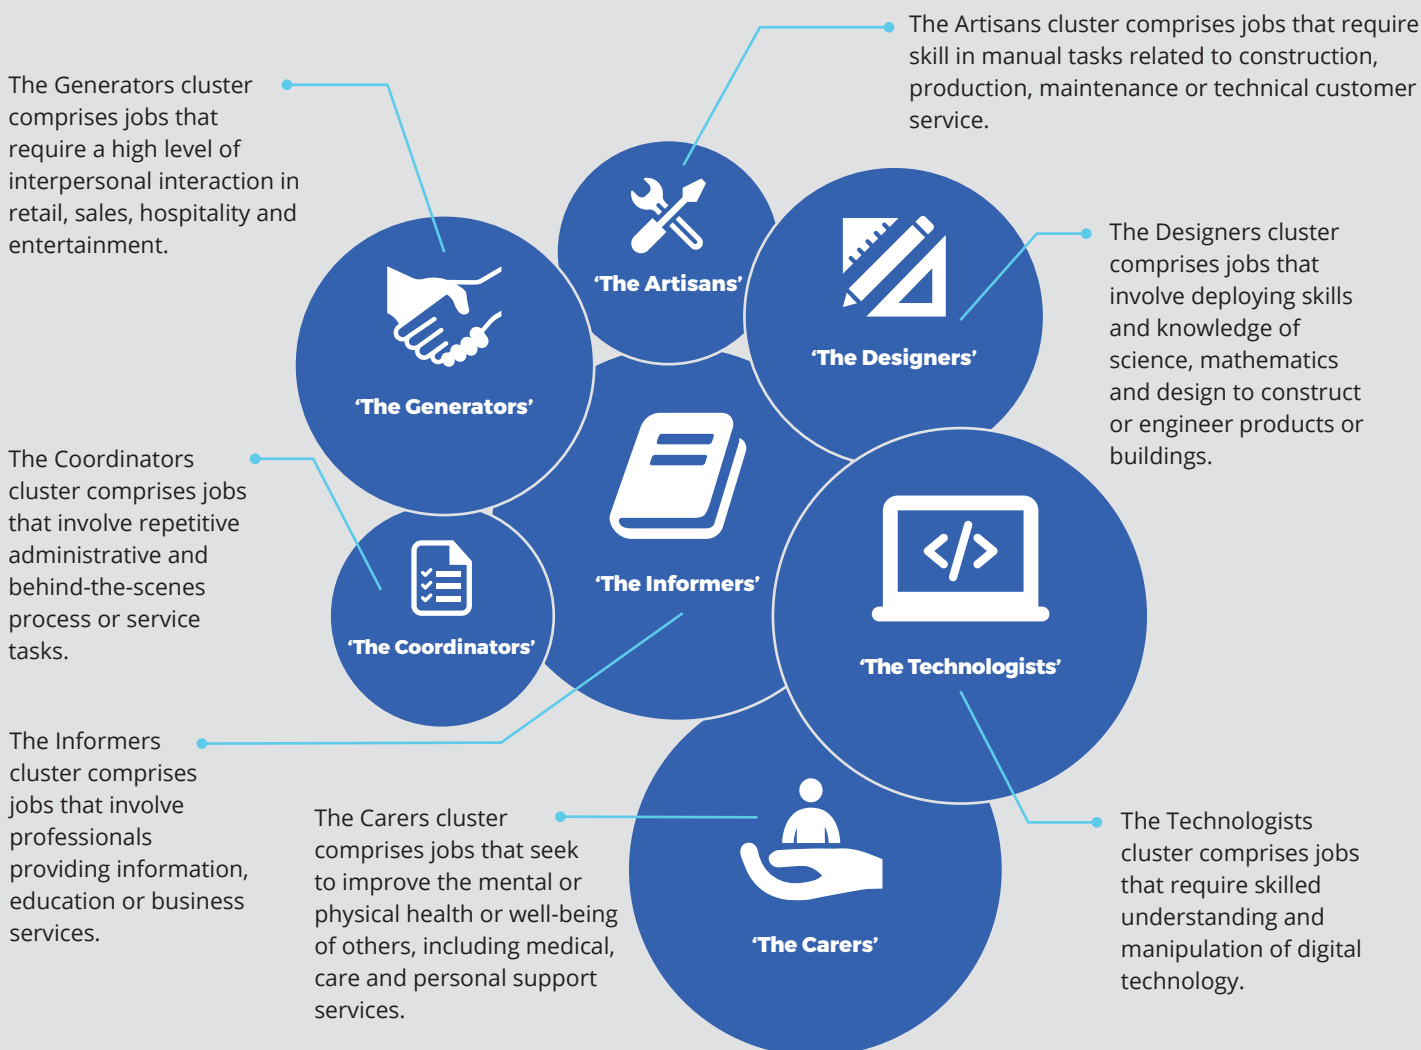 The Artisans cluster comprises jobs that require
skill in manual tasks related to construction,
production, maintenance or technical customer
service.
The Generators cluster
comprises jobs that
require a high level of
interpersonal interaction in
retail, sales, hospitality and
entertainment.
‘The Artisans’
The Designers cluster
comprises jobs that
involve deploying skills
and knowledge of
science, mathematics
and design to construct
or engineer products or
buildings.
‘The Designers’
‘The Generators’
The Coordinators
cluster comprises jobs
that involve repetitive
administrative and
behind-the-scenes
process or service
tasks.
</>
‘The Informers’
‘The Coordinators’
‘The Technologists’
The Informers
cluster comprises
jobs that involve
professionals
providing information,
education or business
services.
The Carers cluster
comprises jobs that seek
to improve the mental or
physical health or well-being
of others, including medical,
care and personal support
services.
‘The Carers’
The Technologists
cluster comprises jobs
that require skilled
understanding and
manipulation of digital
technology.